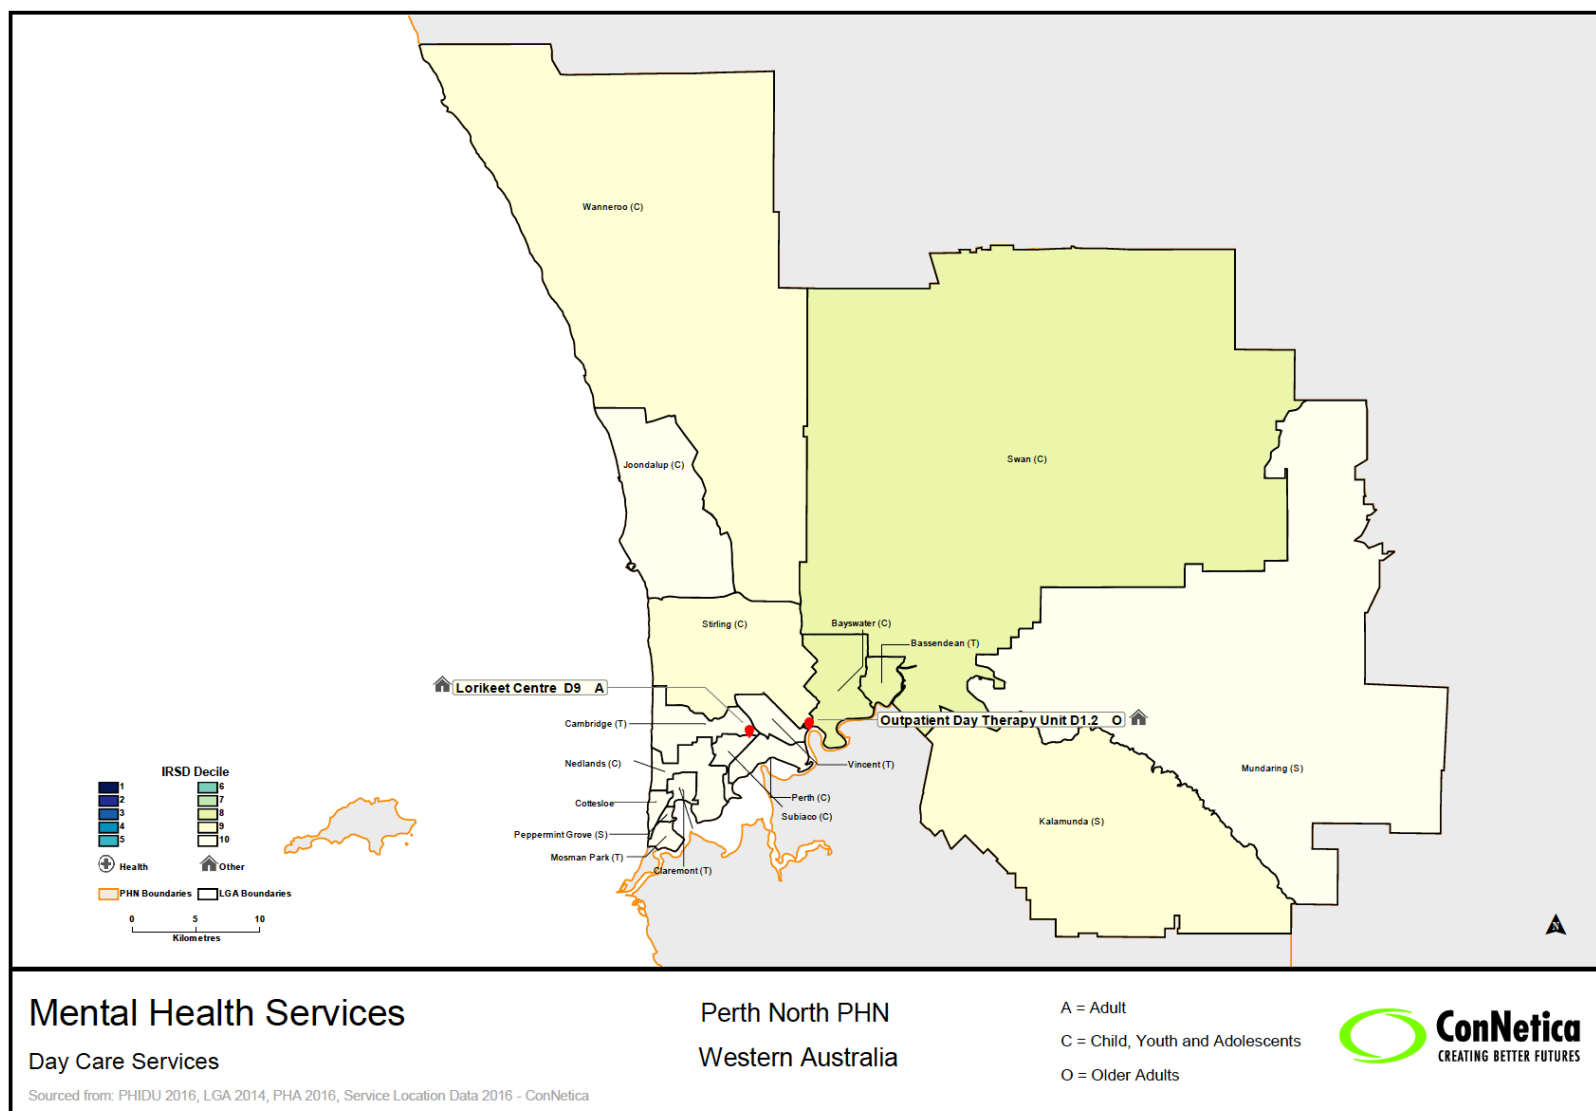 Wanneroo (C)
Joondalup (C)
Swan (C)
Stirling (C)
Bayswater (C)
Bassendean (T)
Lorikeet Centre D9 A
Cambridge (T)
Outpatient Day Therapy Unit D1.2 O
Nedlands (C)
Vincent (T)
Mundaring (S)
Cottesloe
Perth (C)
Subiaco (C)
Kalamunda (S)
Peppermint Grove (S)
Mosman Park (T)
Claremont (T)
IRSD Decile
1 6
2 7
3 8
4 9
5 10
Health Other
PHN Boundaries LGA Boundaries
0 5 10
Kilometres
N
Mental Health Services
Day Care Services
Sourced from: PHIDU 2016, LGA 2014, PHA 2016, Service Location Data 2016 - ConNetica
Perth North PHN
Western Australia
A = Adult
C = Child, Youth and Adolescents
O = Older Adults
ConNetica
CREATING BETTER FUTURES